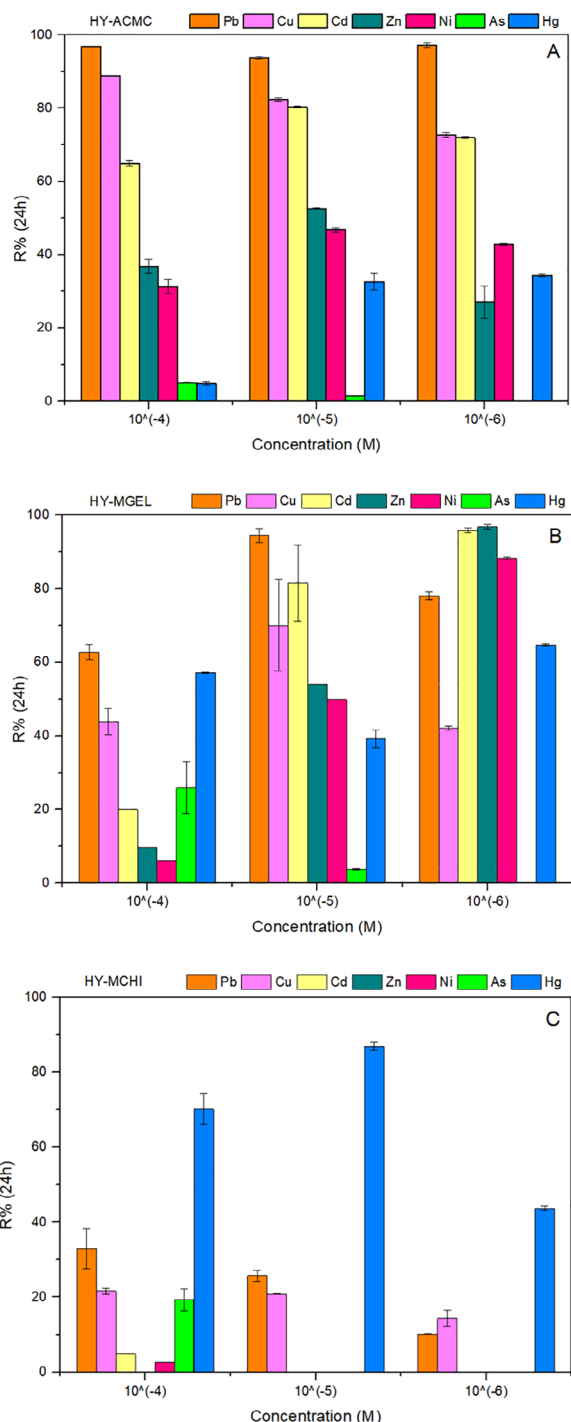 HY-ACMC Pb Cu Cd Zn Ni As Hg
A
100
80
60
40
20
0
R% (24h)
10^(-4) 10^(-5) 10^(-6)
Concentration (M)
HY-MGEL Pb Cu Cd Zn Ni As Hg
B
100
80
60
40
20
0
R% (24h)
10^(-4) 10^(-5) 10^(-6)
Concentration (M)
HY-MCHI Pb Cu Cd Zn Ni As Hg
C
100
80
60
40
20
0
R% (24h)
10^(-4) 10^(-5) 10^(-6)
Concentration (M)